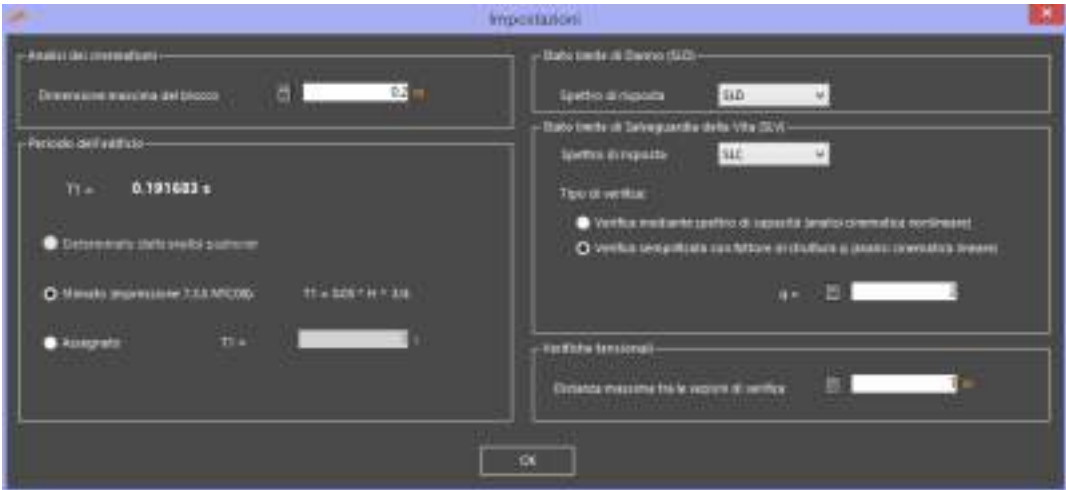 Impostazioni
Analisi dei cinematismi
Dimensione massima del blocco 0.5 m
Periodo dell'edificio
T1 = 0.191683 s
Determinato dalla analisi pushover
Stimato (espressione 7.3.5 NTC08) T1 = 0.05 * H ^ 3/4
Assegnato T1 =
Stato limite di Danno (SLD)
Spettro di risposta SLD
Stato limite di Salvaguardia della Vita (SLV)
Spettro di risposta SLC
Tipo di verifica:
Verifica mediante spettro di capacità (analisi cinematica nonlineare)
Verifica semplificata con fattore di struttura q (analisi cinematica lineare)
q = 2
Verifiche tensionali
Distanza massima fra le sezioni di verifica 1 m
OK